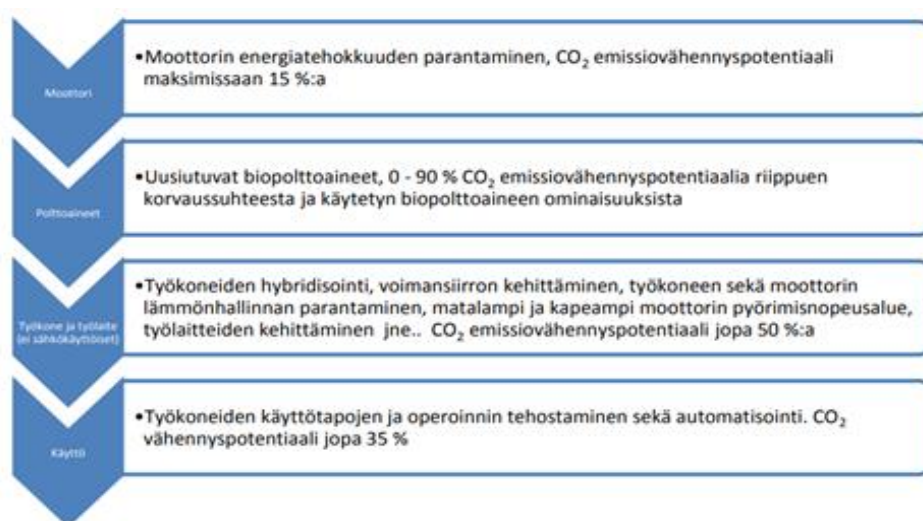 •Moottorin energiatehokkuuden parantaminen, CO₂ emissiovähennyspotentiaali
maksimissaan 15 %:a
Moottori
•Uusiutuvat biopolttoaineet, 0 - 90 % CO₂ emissiovähennyspotentiaalia riippuen
korvaussuhteesta ja käytetyn biopolttoaineen ominaisuuksista
Polttoaineet
•Työkoneiden hybridisointi, voimansiirron kehittäminen, työkoneen sekä moottorin
lämmönhallinnan parantaminen, matalampi ja kapeampi moottorin pyörimisnopeusalue,
työlaitteiden kehittäminen jne.. CO₂ emissiovähennyspotentiaali jopa 50 %:a
Työkone ja työlaite
(ei sähkökäyttöiset)
•Työkoneiden käyttötapojen ja operoinnin tehostaminen sekä automatisointi. CO₂
vähennyspotentiaali jopa 35 %
Käyttö